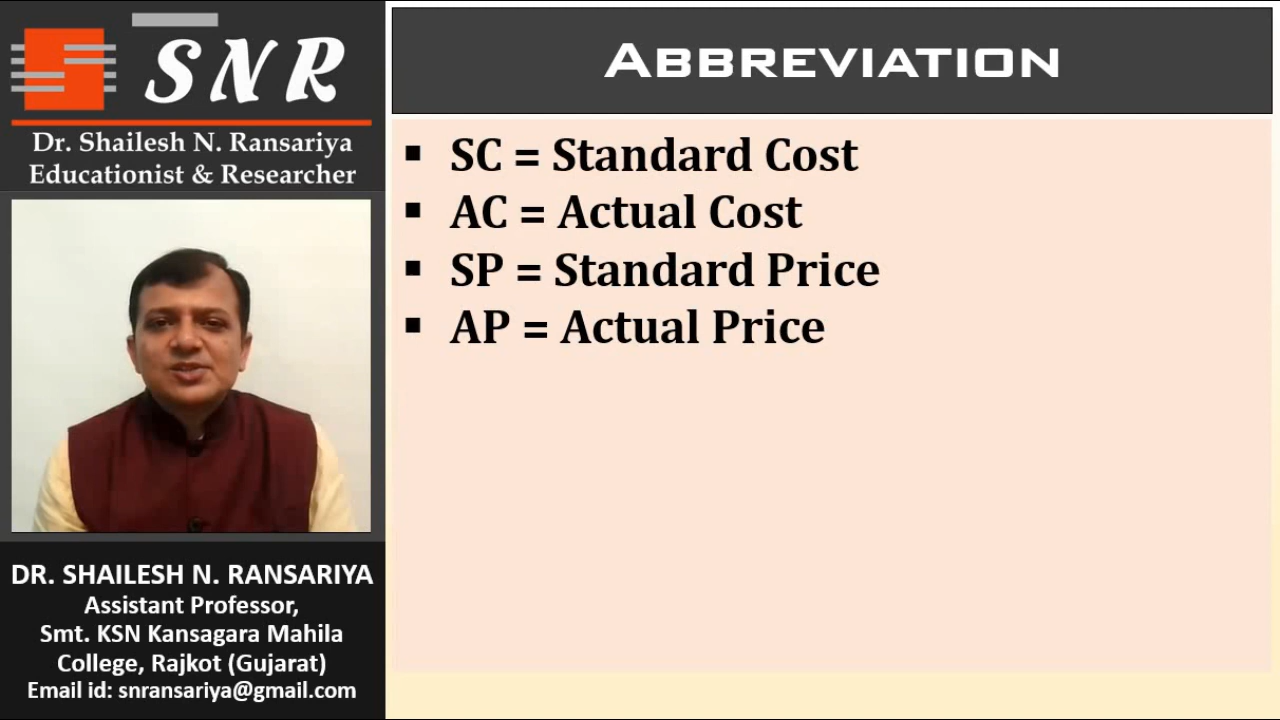 SNR
Dr. Shailesh N. Ransariya
Educationist & Researcher
DR. SHAILESH N. RANSARIYA
Assistant Professor,
Smt. KSN Kansagara Mahila
College, Rajkot (Gujarat)
Email id: snransariya@gmail.com
ABBREVIATION
▪ SC = Standard Cost
▪ AC = Actual Cost
▪ SP = Standard Price
▪ AP = Actual Price